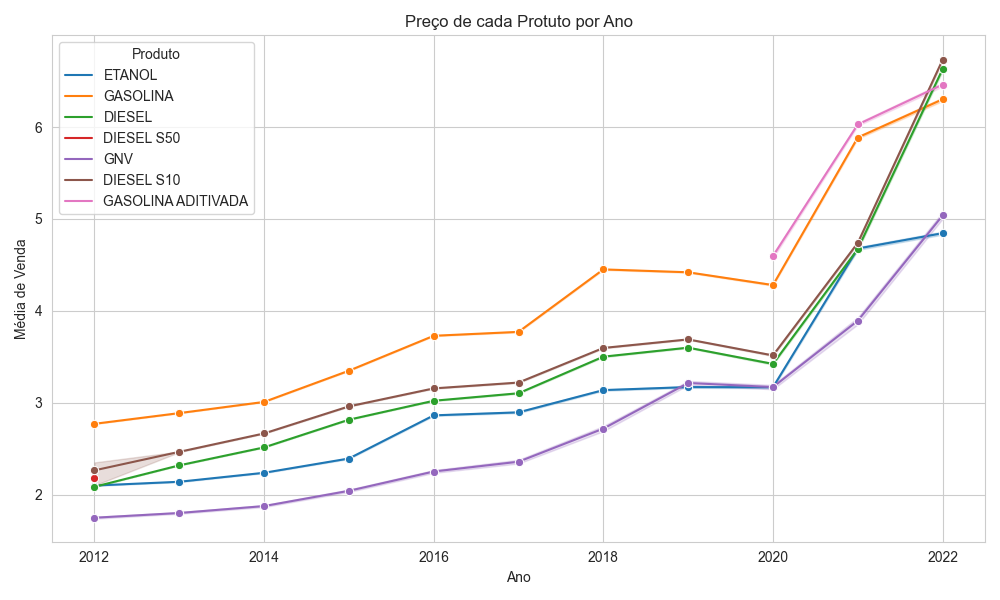 Preço de cada Protuto por Ano
Produto
ETANOL
GASOLINA
DIESEL
DIESEL S50
GNV
DIESEL S10
GASOLINA ADITIVADA
Média de Venda
6
5
4
3
2
2012 2014 2016 2018 2020 2022
Ano